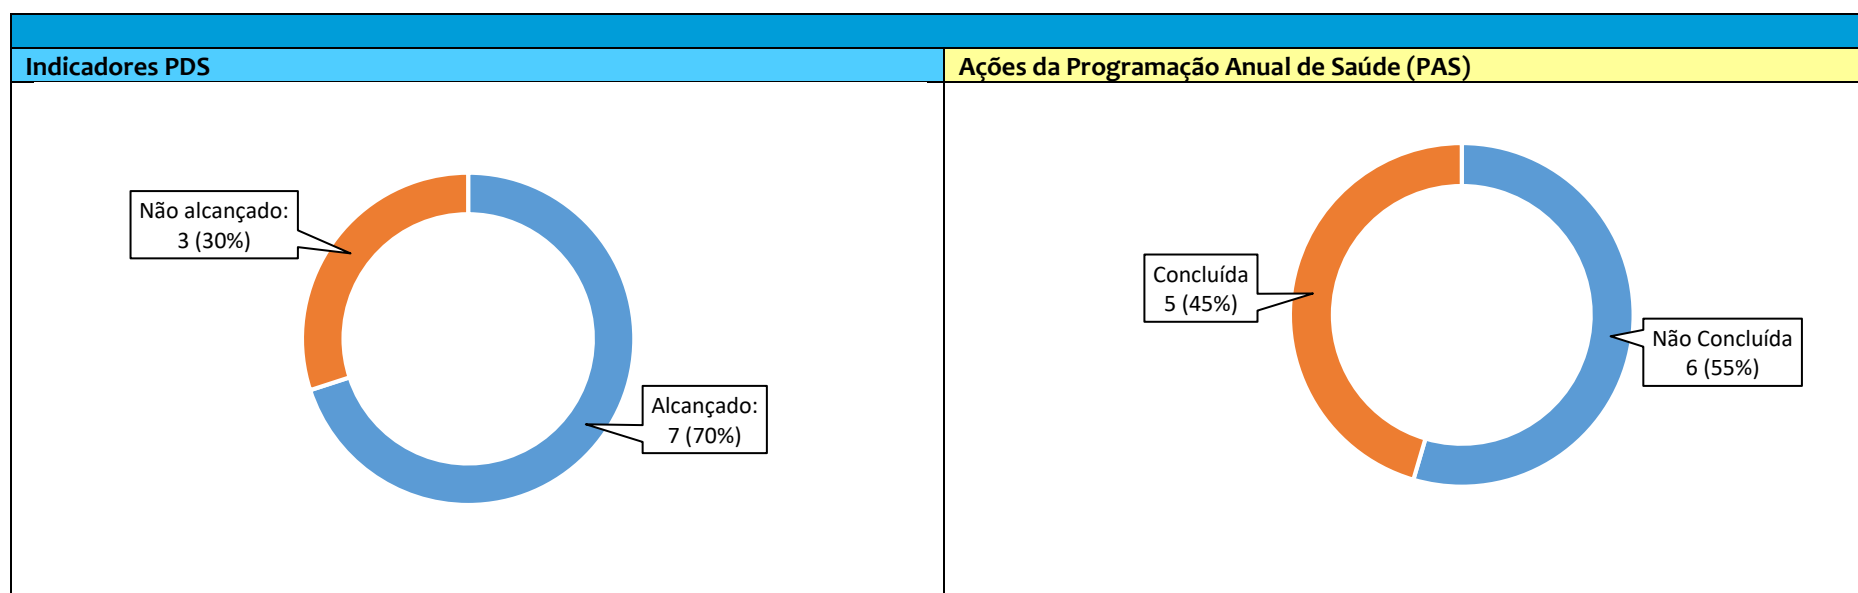 Indicadores PDS
Ações da Programação Anual de Saúde (PAS)
Não alcançado:
3 (30%)
Alcançado:
7 (70%)
Concluída
5 (45%)
Não Concluída
6 (55%)